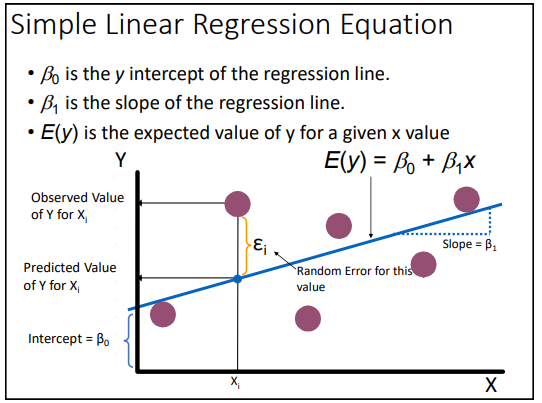 Simple Linear Regression Equation
• β₀ is the y intercept of the regression line.
• β₁ is the slope of the regression line.
• E(y) is the expected value of y for a given x value
Y
E(y) = β₀ + β₁x
Observed Value
of Y for Xᵢ
εᵢ
Slope = β₁
Predicted Value
of Y for Xᵢ
Random Error for this
value
Intercept = β₀
Xᵢ
X